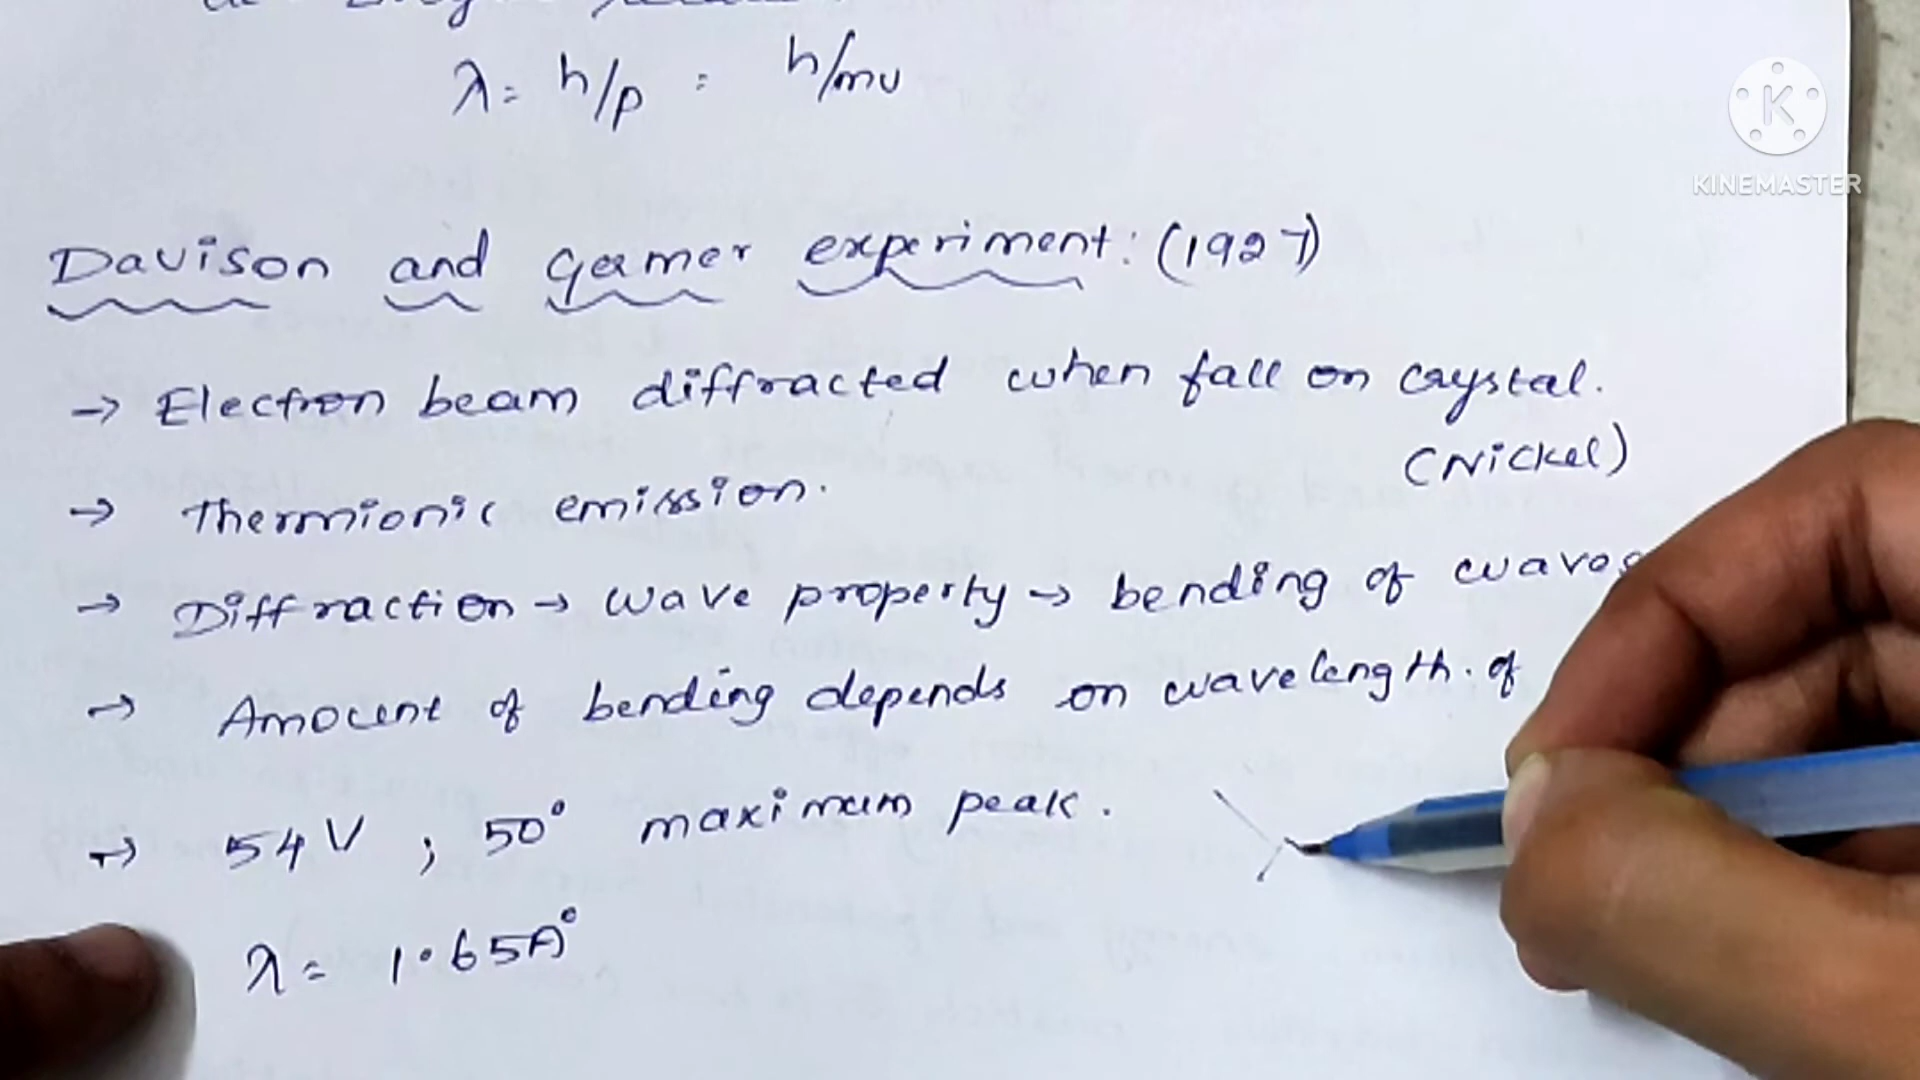 λ = h/p = h/mv
K
KINEMASTER
Davison and Germer experiment: (1927)
→ Electron beam diffracted when fall on crystal.
(Nickel)
→ Thermionic emission.
→ Diffraction → wave property → bending of waves
→ Amount of bending depends on wavelength. of
→ 54 V ; 50° maximum peak.
λ = 1.65A°